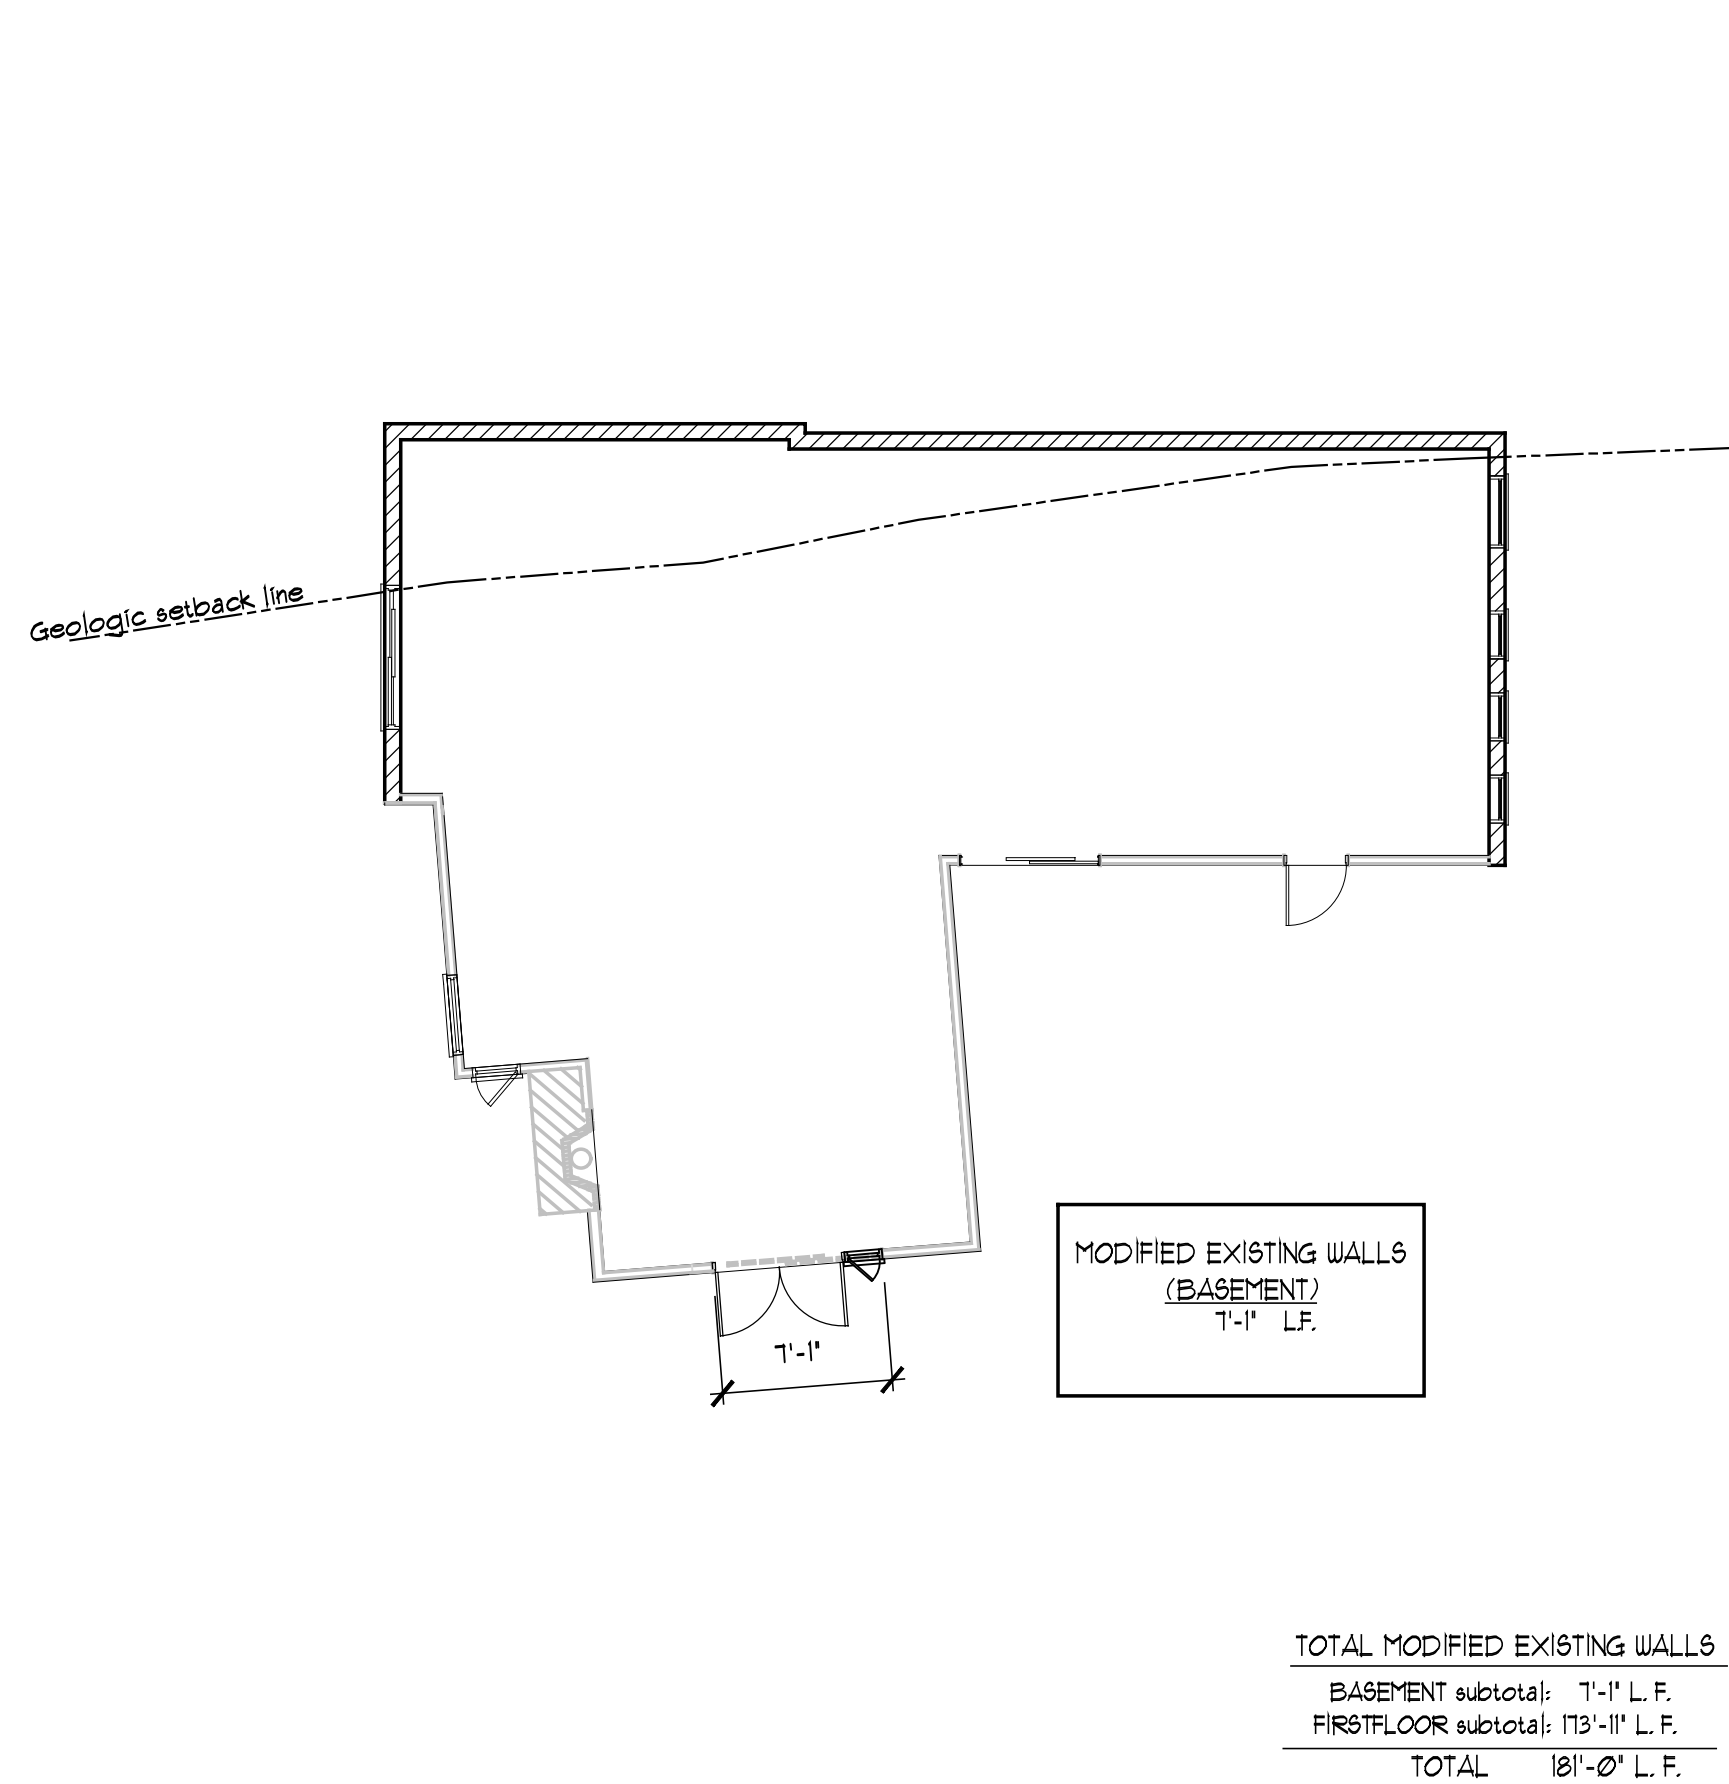 Geologic setback line
7'-1"
MODIFIED EXISTING WALLS
(BASEMENT)
7'-1" L.F.
TOTAL MODIFIED EXISTING WALLS
BASEMENT subtotal: 7'-1" L. F.
FIRSTFLOOR subtotal: 173'-11" L. F.
TOTAL 181'-0" L. F.